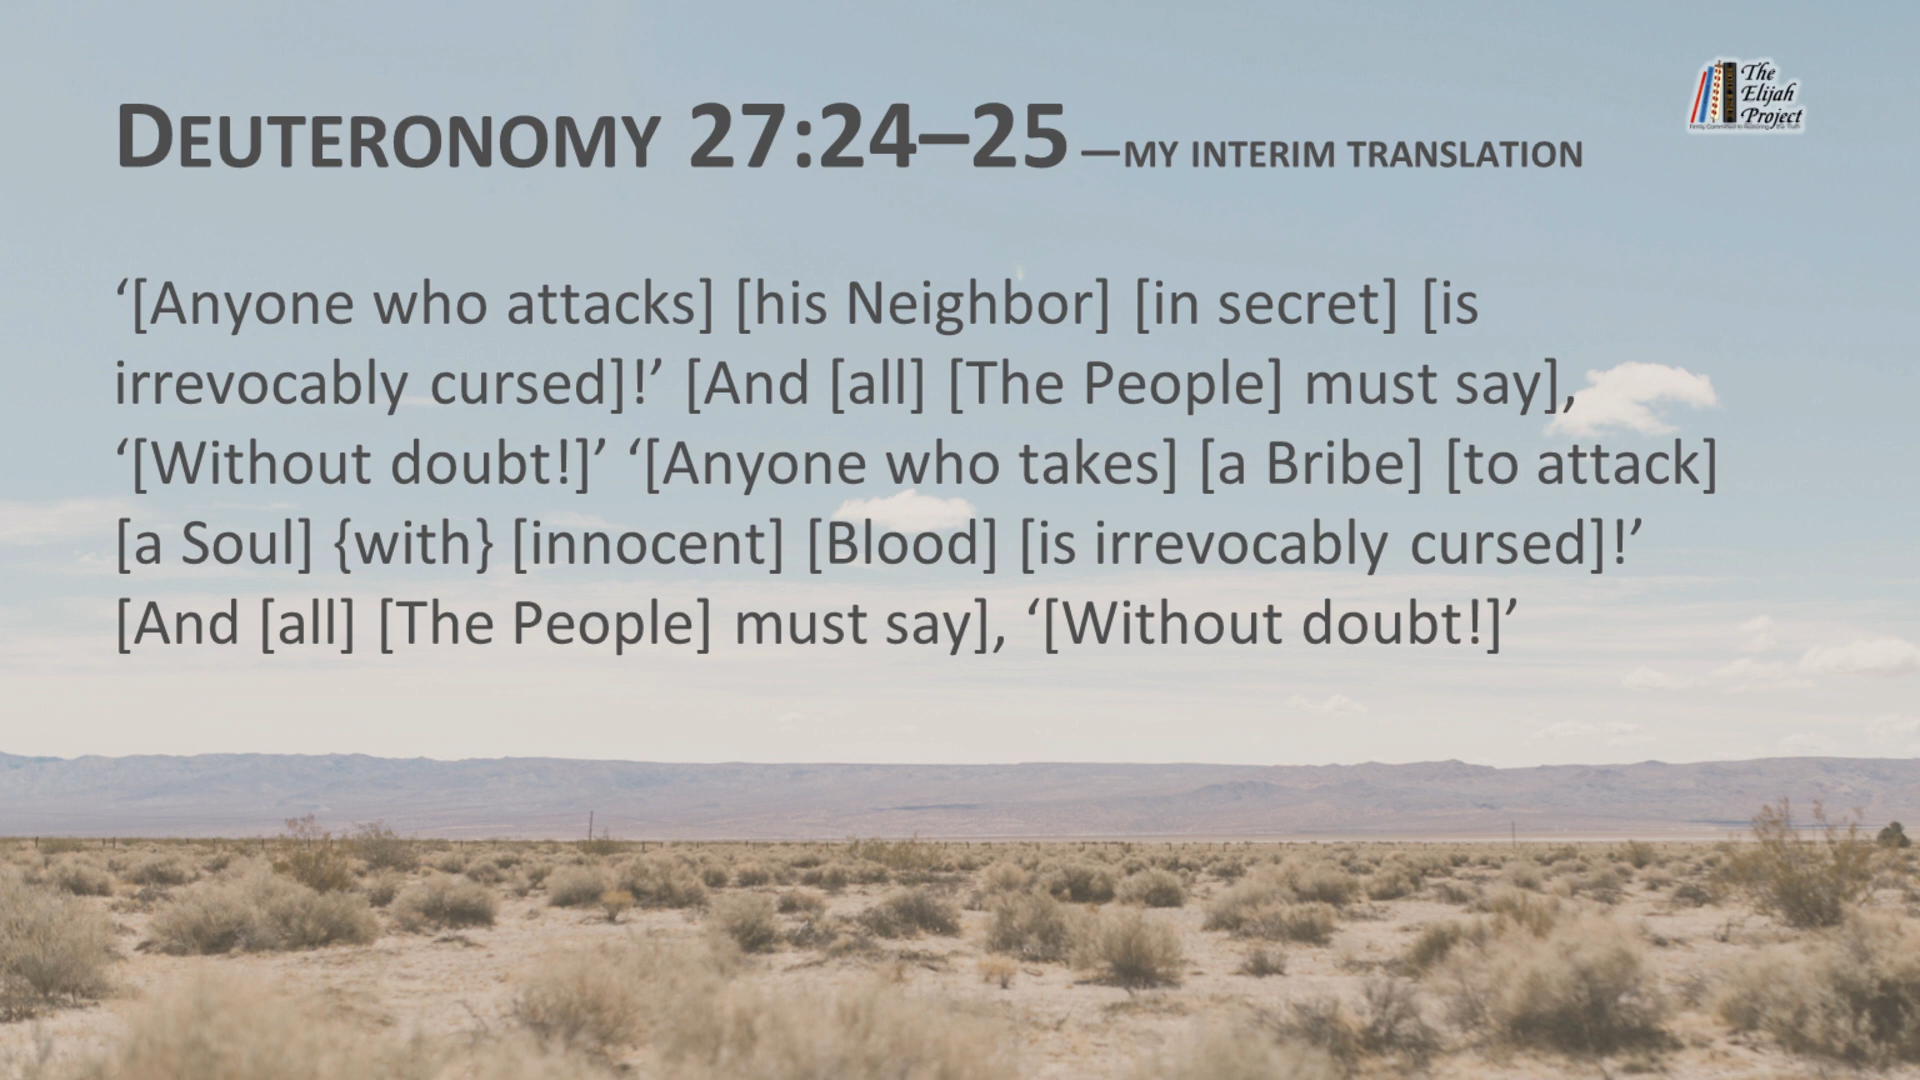 DEUTERONOMY 27:24–25 —MY INTERIM TRANSLATION
The
Elijah
Project
‘[Anyone who attacks] [his Neighbor] [in secret] [is
irrevocably cursed]!’ [And [all] [The People] must say],
‘[Without doubt!]’ ‘[Anyone who takes] [a Bribe] [to attack]
[a Soul] {with} [innocent] [Blood] [is irrevocably cursed]!’
[And [all] [The People] must say], ‘[Without doubt!]’